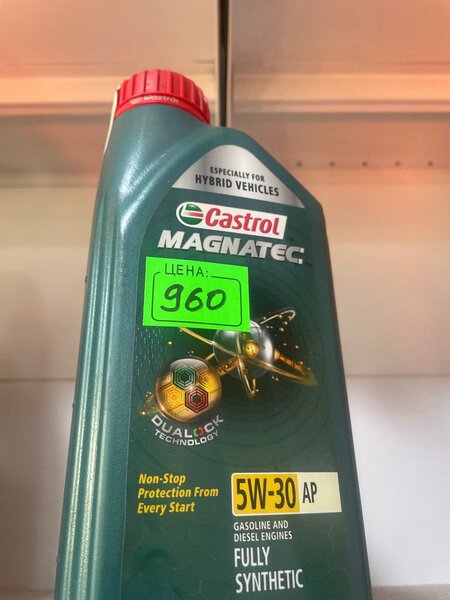 Castrol
ESPECIALLY FOR
HYBRID VEHICLES
Castrol
MAGNATEC
ЦЕНА:
960
DUALOCK
TECHNOLOGY
Non-Stop
Protection From
Every Start
5W-30 AP
GASOLINE AND
DIESEL ENGINES
FULLY
SYNTHETIC